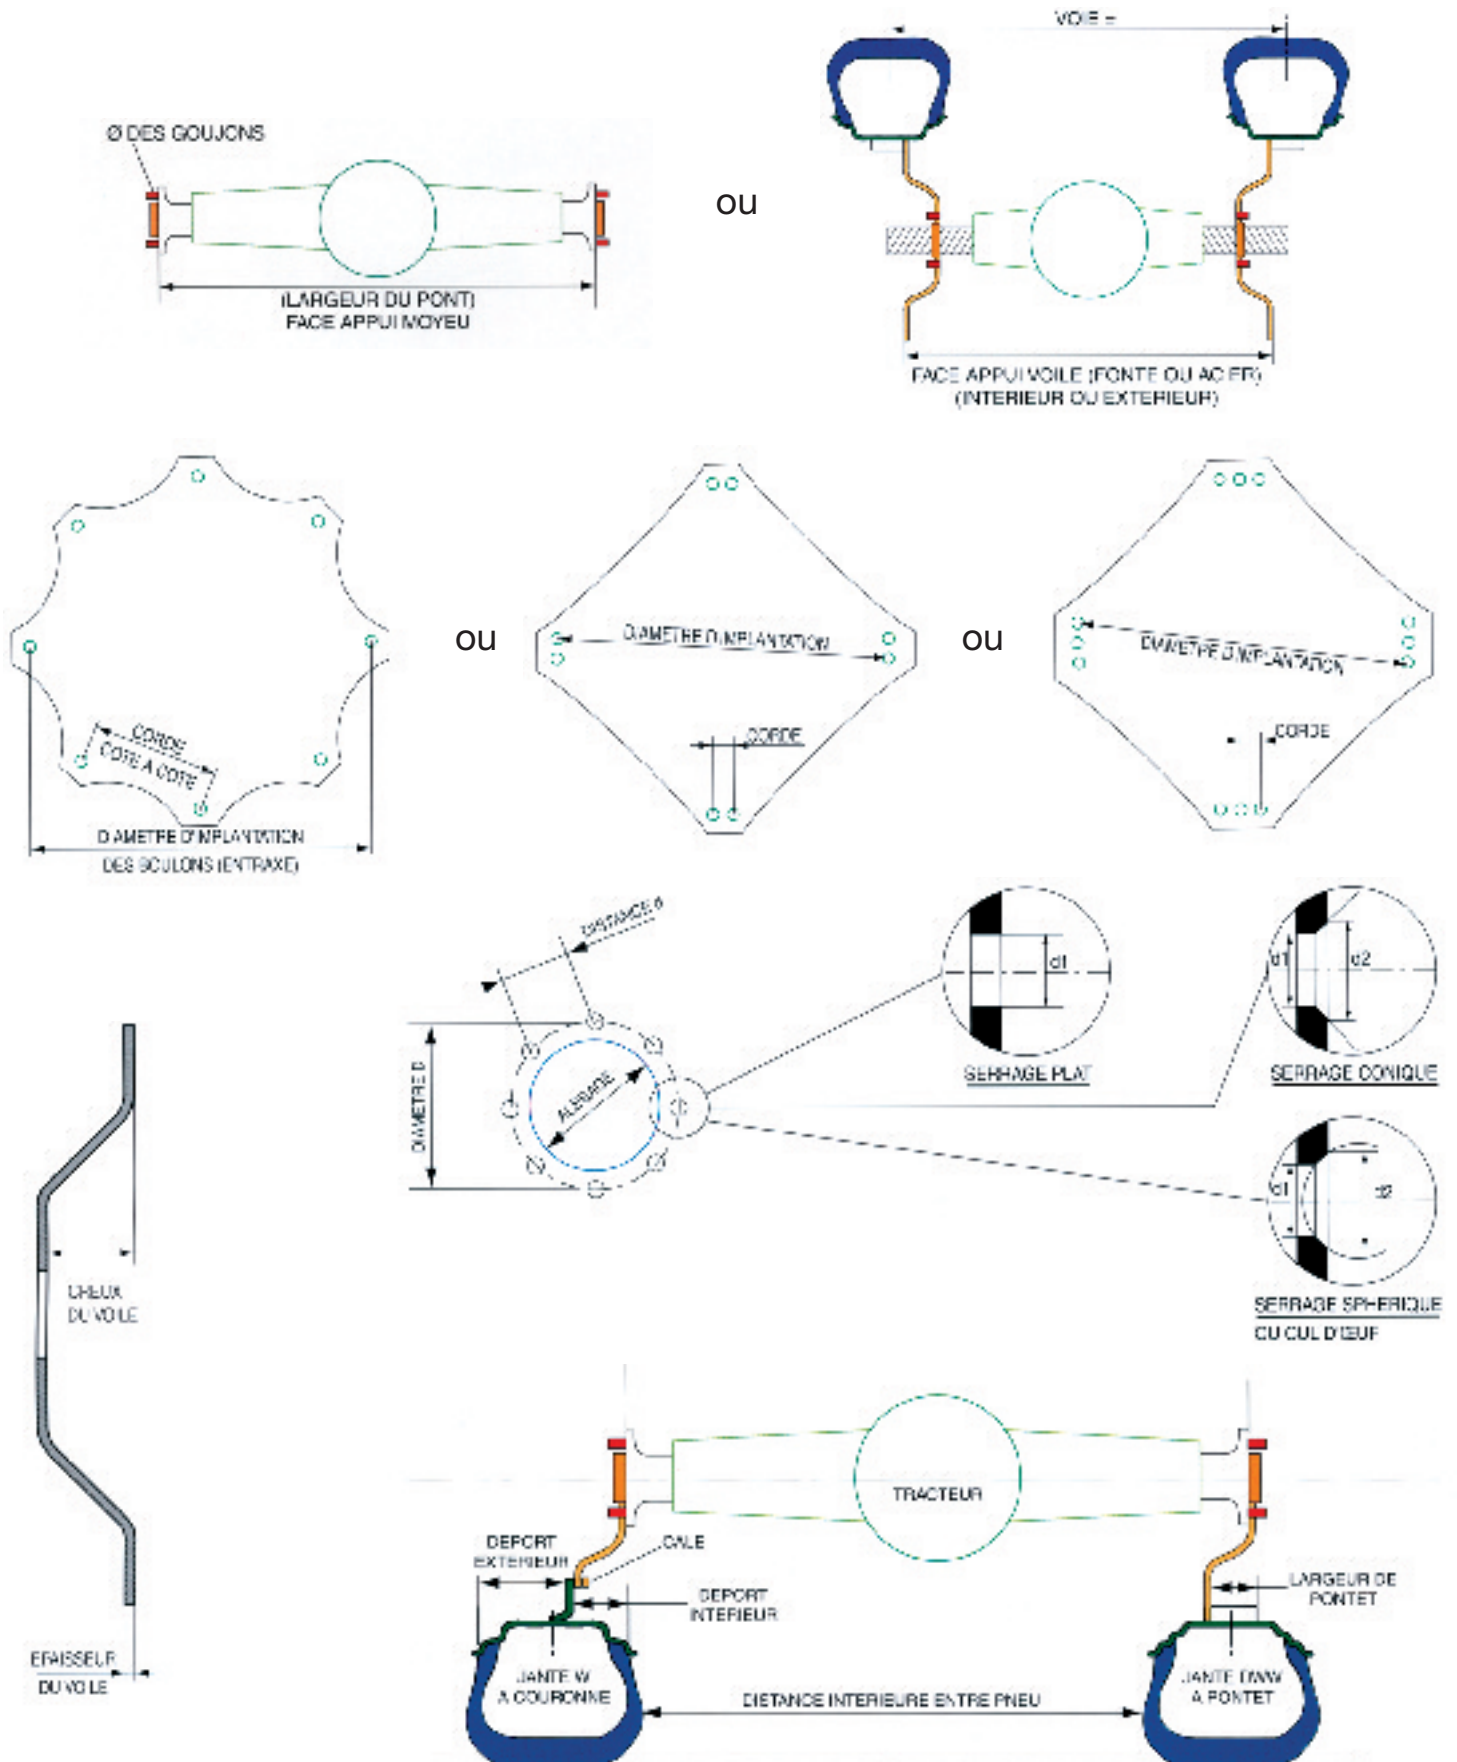 VOIE =
Ø DES GOUJONS
ou
(LARGEUR DU PONT)
FACE APPUI MOYEU
FACE APPUI VOILE (FONTE OU ACIER)
(INTERIEUR OU EXTERIEUR)
ou
DIAMETRE D'IMPLANTATION
ou
DIAMETRE D'IMPLANTATION
CORDE
COTE A COTE
CORDE
CORDE
DIAMETRE D'IMPLANTATION
DES BOULONS (ENTRAXE)
DISTANCE d
d1
d1
d2
DIAMETRE D
ALESAGE
SERRAGE PLAT
SERRAGE CONIQUE
d1
d2
CREUX
DU VOILE
SERRAGE SPHERIQUE
OU CUL D'ŒUF
TRACTEUR
DEPORT
EXTERIEUR
CALE
DEPORT
INTERIEUR
LARGEUR DE
PONTET
EPAISSEUR
DU VOILE
JANTE W
A COURONNE
DISTANCE INTERIEURE ENTRE PNEU
JANTE DWW
A PONTET